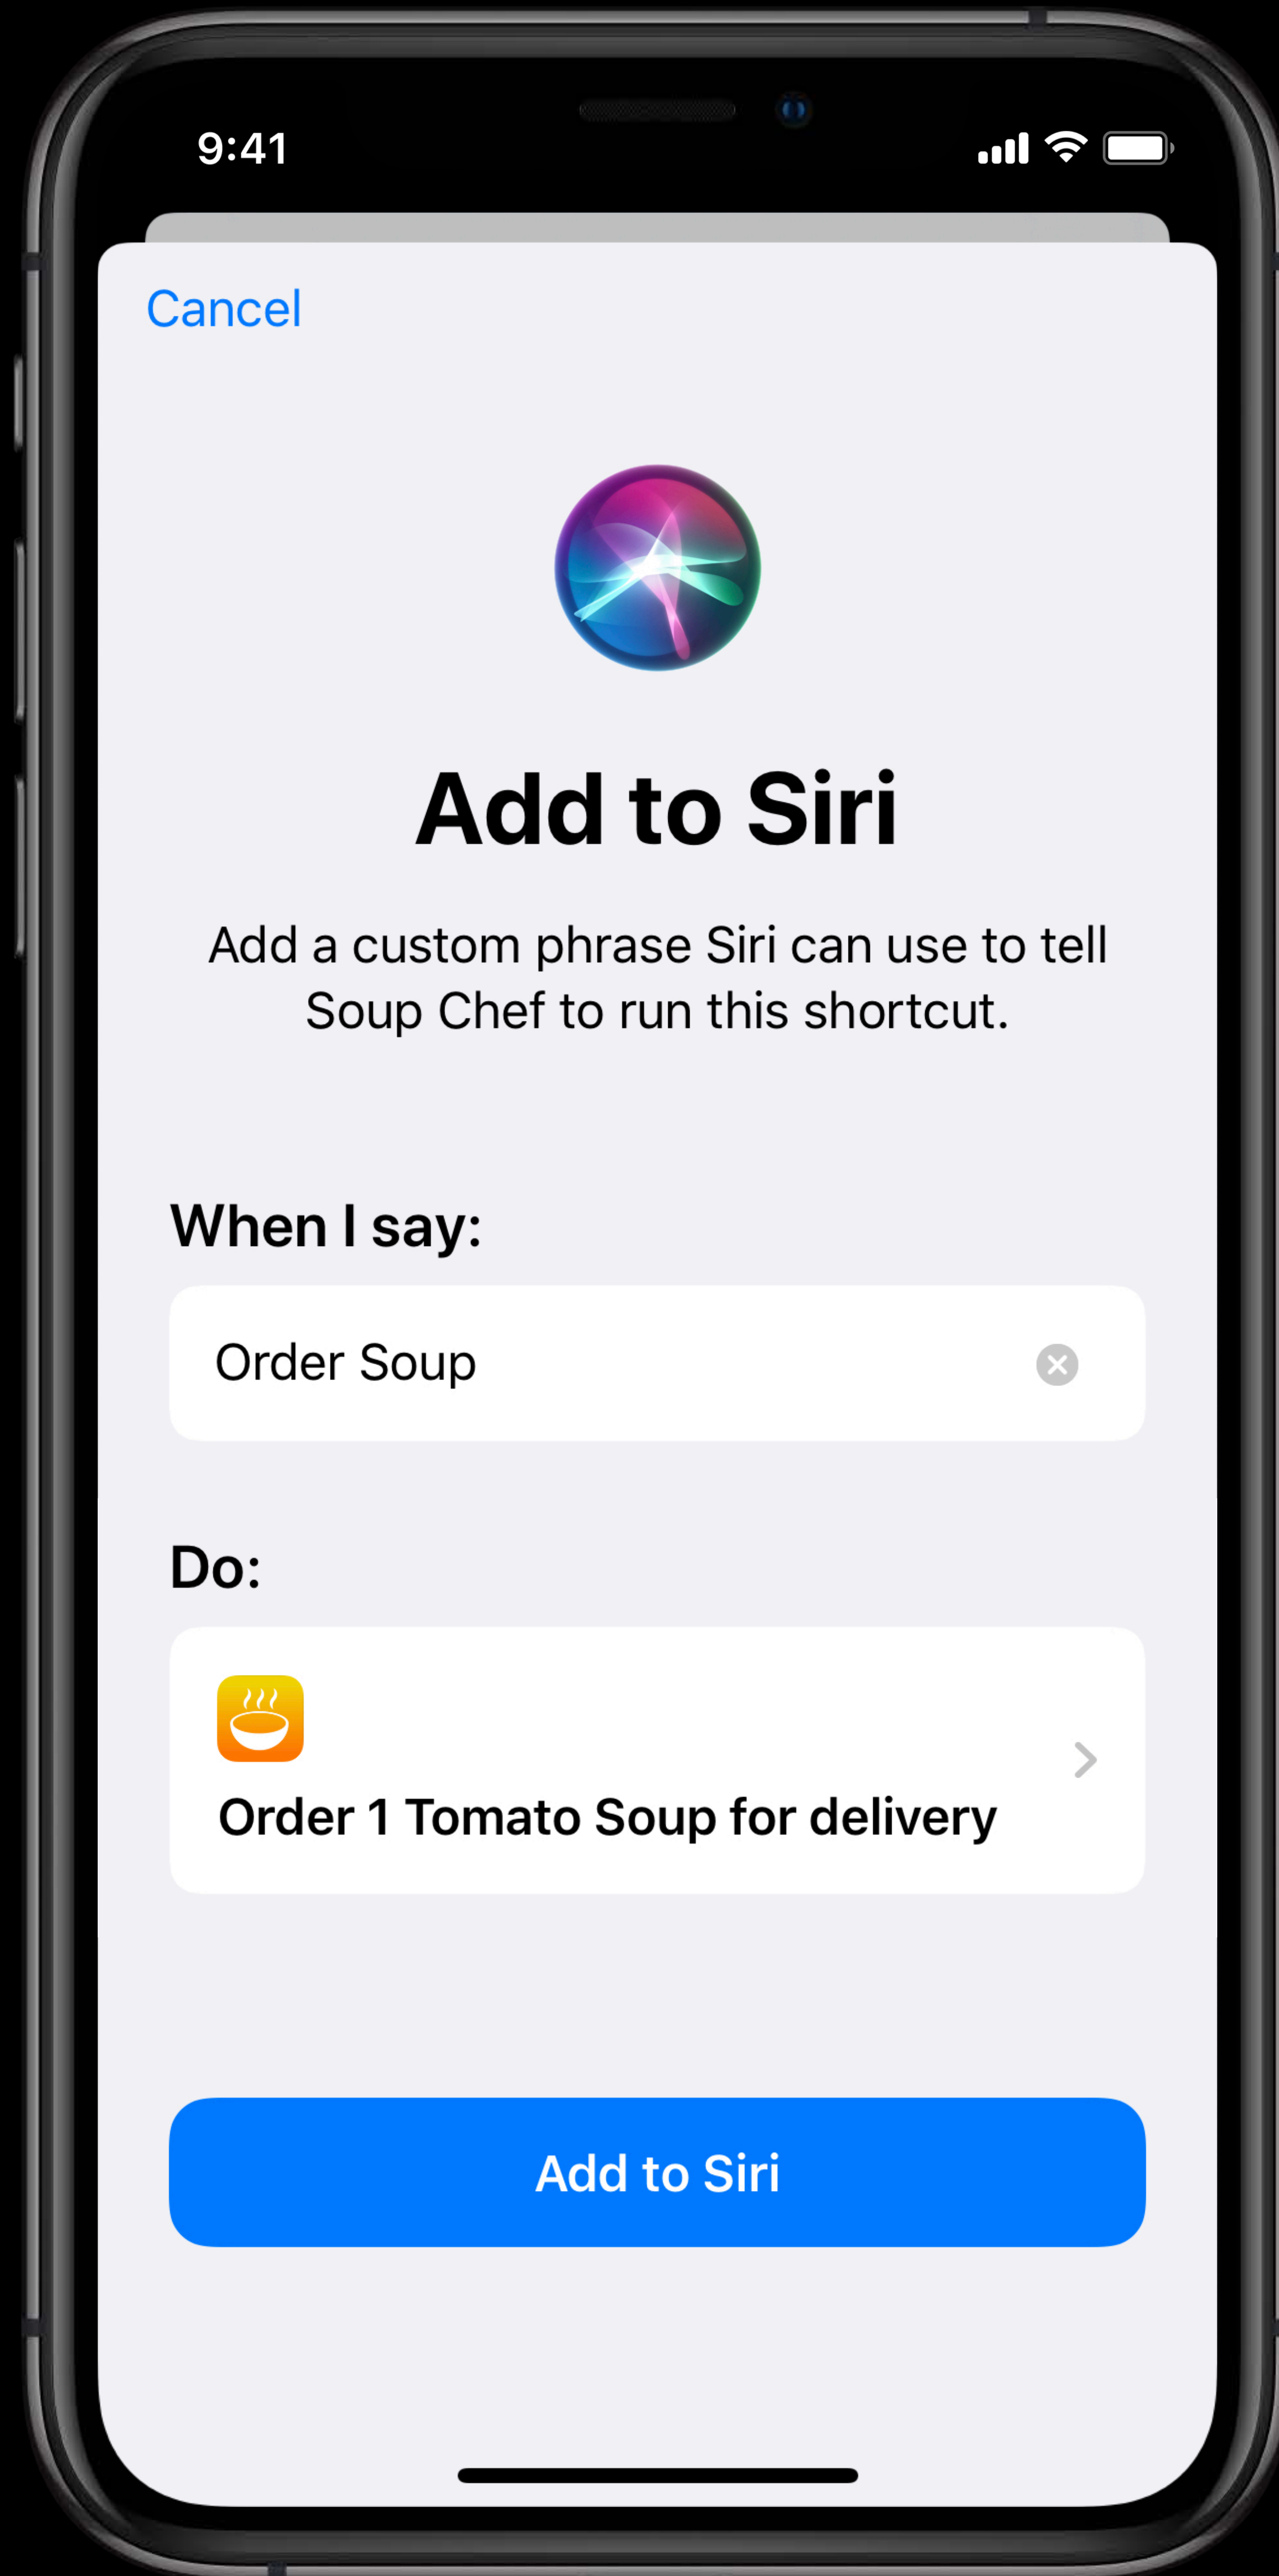 9:41
Cancel
Add to Siri
Add a custom phrase Siri can use to tell
Soup Chef to run this shortcut.
When I say:
Order Soup
Do:
Order 1 Tomato Soup for delivery
Add to Siri